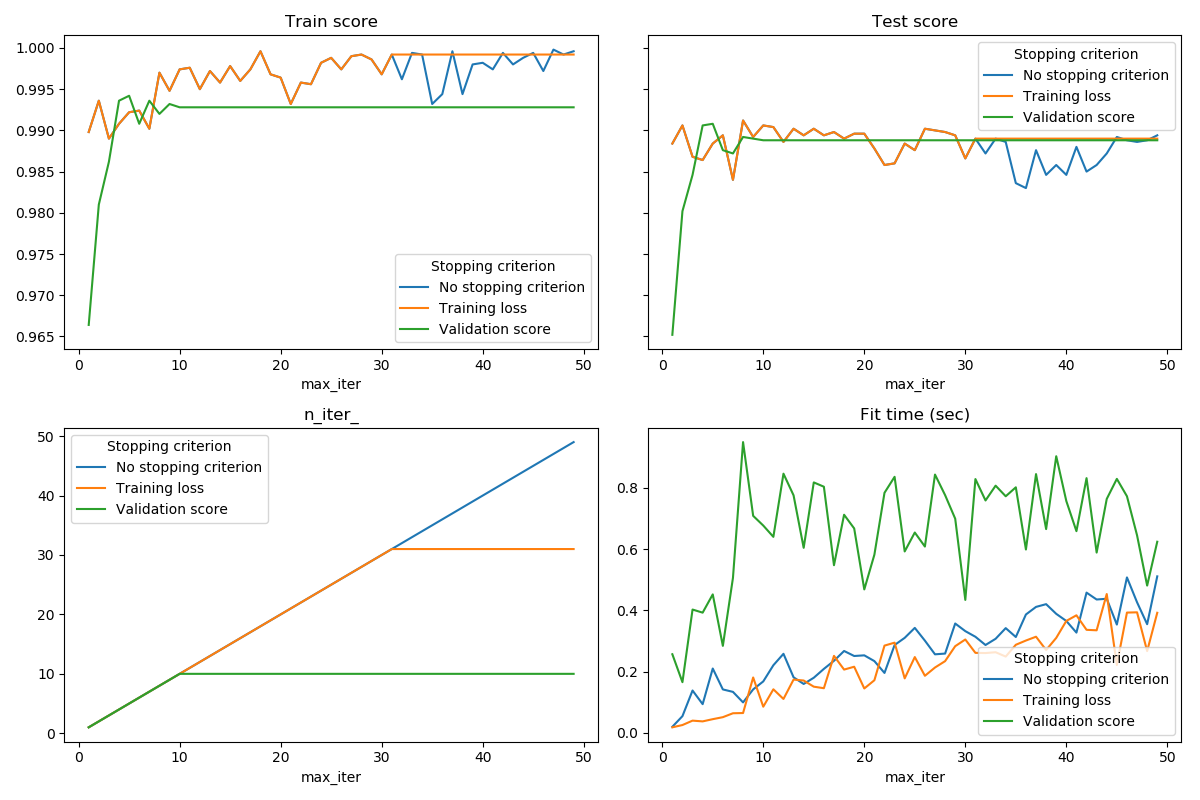 Train score
1.000
0.995
0.990
0.985
0.980
0.975
0.970
0.965
Stopping criterion
No stopping criterion
Training loss
Validation score
0 10 20 30 40 50
max_iter
Test score
Stopping criterion
No stopping criterion
Training loss
Validation score
0 10 20 30 40 50
max_iter
n_iter_
50
40
30
20
10
0
Stopping criterion
No stopping criterion
Training loss
Validation score
0 10 20 30 40 50
max_iter
Fit time (sec)
0.8
0.6
0.4
0.2
0.0
Stopping criterion
No stopping criterion
Training loss
Validation score
0 10 20 30 40 50
max_iter